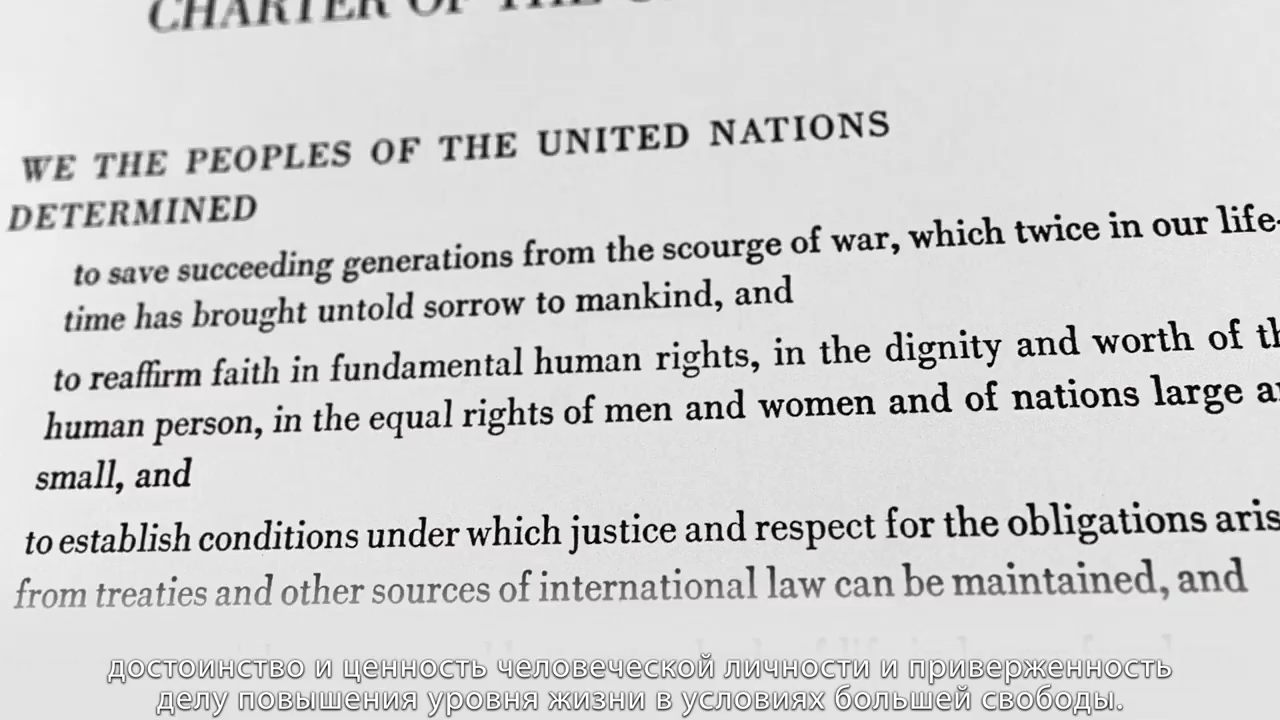 CHARTER OF THE
WE THE PEOPLES OF THE UNITED NATIONS
DETERMINED
to save succeeding generations from the scourge of war, which twice in our life-
time has brought untold sorrow to mankind, and
to reaffirm faith in fundamental human rights, in the dignity and worth of
human person, in the equal rights of men and women and of nations large
small, and
to establish conditions under which justice and respect for the obligations
from treaties and other sources of international law can be maintained, and
достоинство и ценность человеческой личности и приверженность
делу повышения уровня жизни в условиях большей свободы.